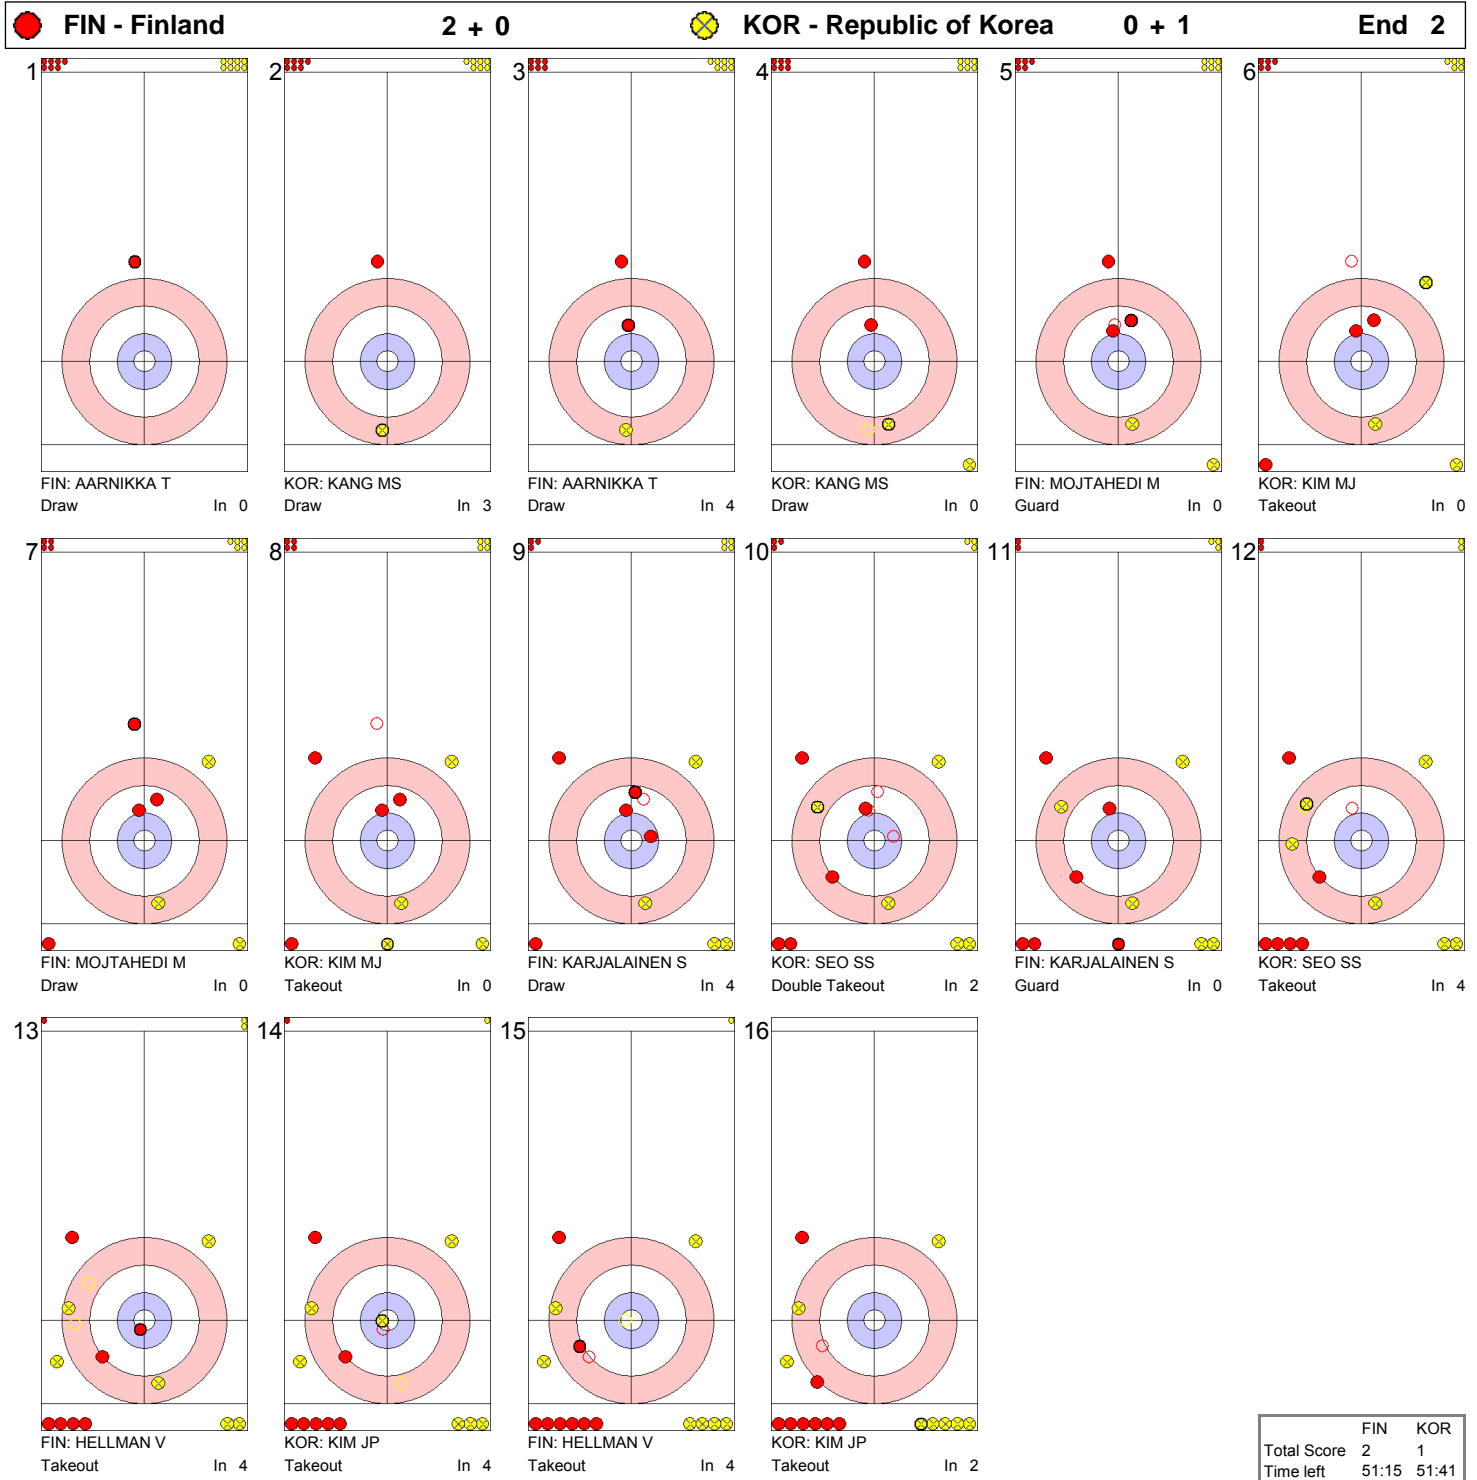 FIN - Finland 2 + 0 KOR - Republic of Korea 0 + 1 End 2
1 2 3 4 5 6
FIN: AARNIKKA T KOR: KANG MS FIN: AARNIKKA T KOR: KANG MS FIN: MOJTAHEDI M KOR: KIM MJ
Draw In 0 Draw In 3 Draw In 4 Draw In 0 Guard In 0 Takeout In 0
7 8 9 10 11 12
FIN: MOJTAHEDI M KOR: KIM MJ FIN: KARJALAINEN S KOR: SEO SS FIN: KARJALAINEN S KOR: SEO SS
Draw In 0 Takeout In 0 Draw In 4 Double Takeout In 2 Guard In 0 Takeout In 4
13 14 15 16
FIN: HELLMAN V KOR: KIM JP FIN: HELLMAN V KOR: KIM JP
Takeout In 4 Takeout In 4 Takeout In 4 Takeout In 2
FIN KOR
Total Score 2 1
Time left 51:15 51:41